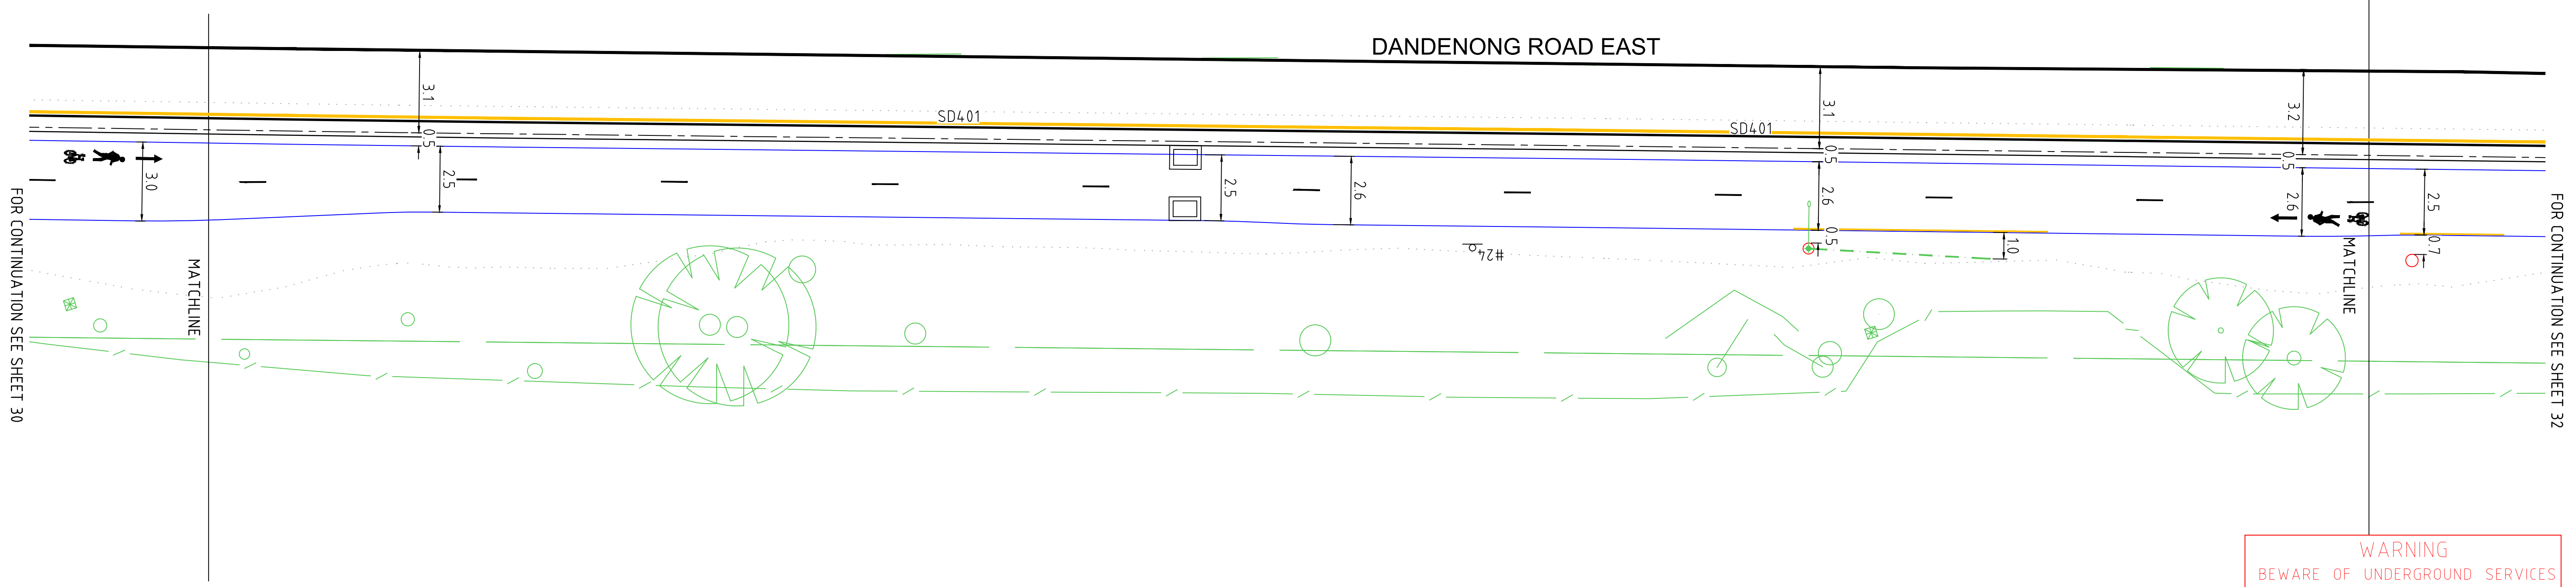 DANDENONG ROAD EAST
3.1
3.1
3.2
SD401
SD401
0.5
0.5
0.5
3.0
2.5
2.5
2.6
2.6
2.6
2.5
0.5
1.0
0.7
#24
MATCHLINE
MATCHLINE
FOR CONTINUATION SEE SHEET 30
FOR CONTINUATION SEE SHEET 32
WARNING
BEWARE OF UNDERGROUND SERVICES